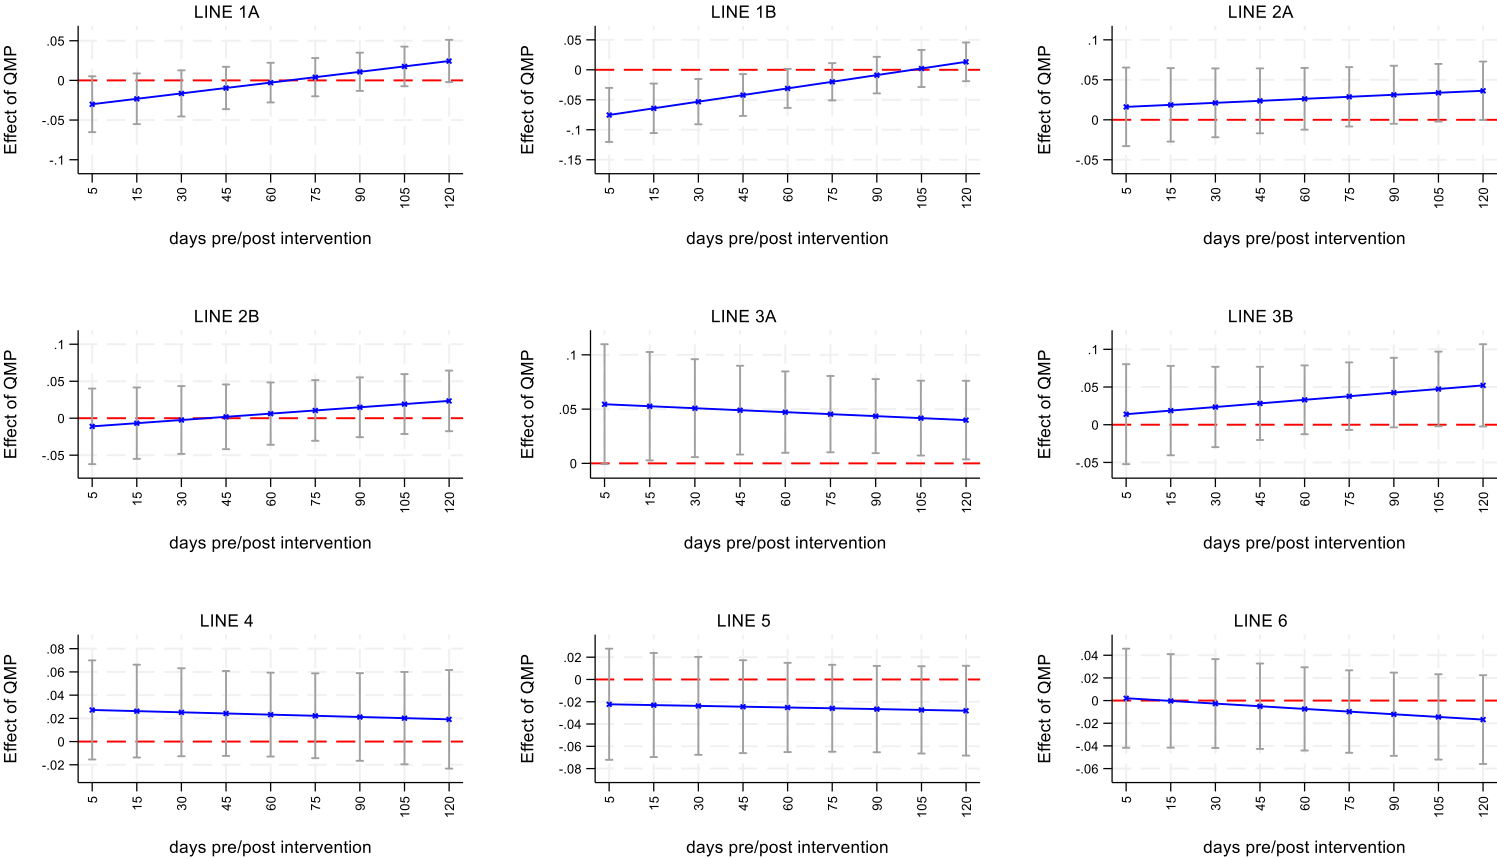 LINE 1A
Effect of QMP
.05
0
-.05
-.1
5 15 30 45 60 75 90 105 120
days pre/post intervention
LINE 1B
Effect of QMP
.05
0
-.05
-.1
-.15
5 15 30 45 60 75 90 105 120
days pre/post intervention
LINE 2A
Effect of QMP
.1
.05
0
-.05
5 15 30 45 60 75 90 105 120
days pre/post intervention
LINE 2B
Effect of QMP
.1
.05
0
-.05
5 15 30 45 60 75 90 105 120
days pre/post intervention
LINE 3A
Effect of QMP
.1
.05
0
5 15 30 45 60 75 90 105 120
days pre/post intervention
LINE 3B
Effect of QMP
.1
.05
0
-.05
5 15 30 45 60 75 90 105 120
days pre/post intervention
LINE 4
Effect of QMP
.08
.06
.04
.02
0
-.02
5 15 30 45 60 75 90 105 120
days pre/post intervention
LINE 5
Effect of QMP
.02
0
-.02
-.04
-.06
-.08
5 15 30 45 60 75 90 105 120
days pre/post intervention
LINE 6
Effect of QMP
.04
.02
0
-.02
-.04
-.06
5 15 30 45 60 75 90 105 120
days pre/post intervention